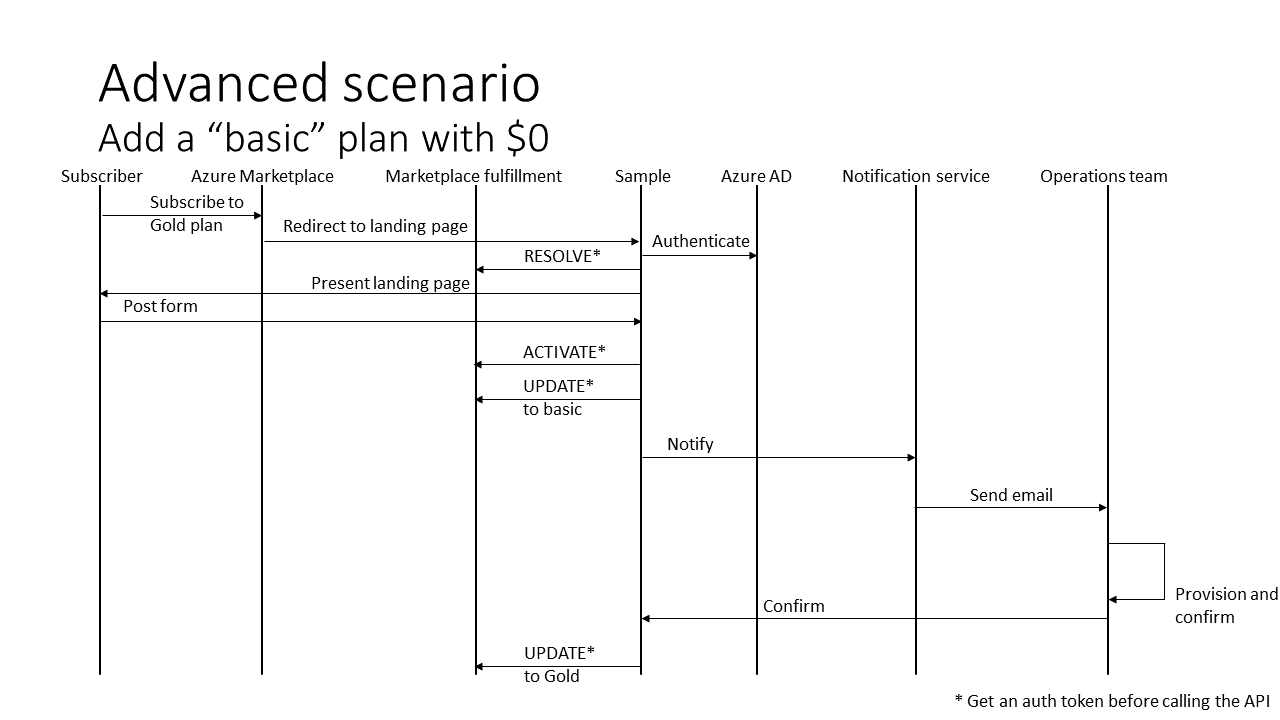 Advanced scenario
Add a “basic” plan with $0
Subscriber
Azure Marketplace
Marketplace fulfillment
Sample
Azure AD
Notification service
Operations team
Subscribe to
Gold plan
Redirect to landing page
Authenticate
RESOLVE*
Present landing page
Post form
ACTIVATE*
UPDATE*
to basic
Notify
Send email
Provision and
confirm
Confirm
UPDATE*
to Gold
* Get an auth token before calling the API